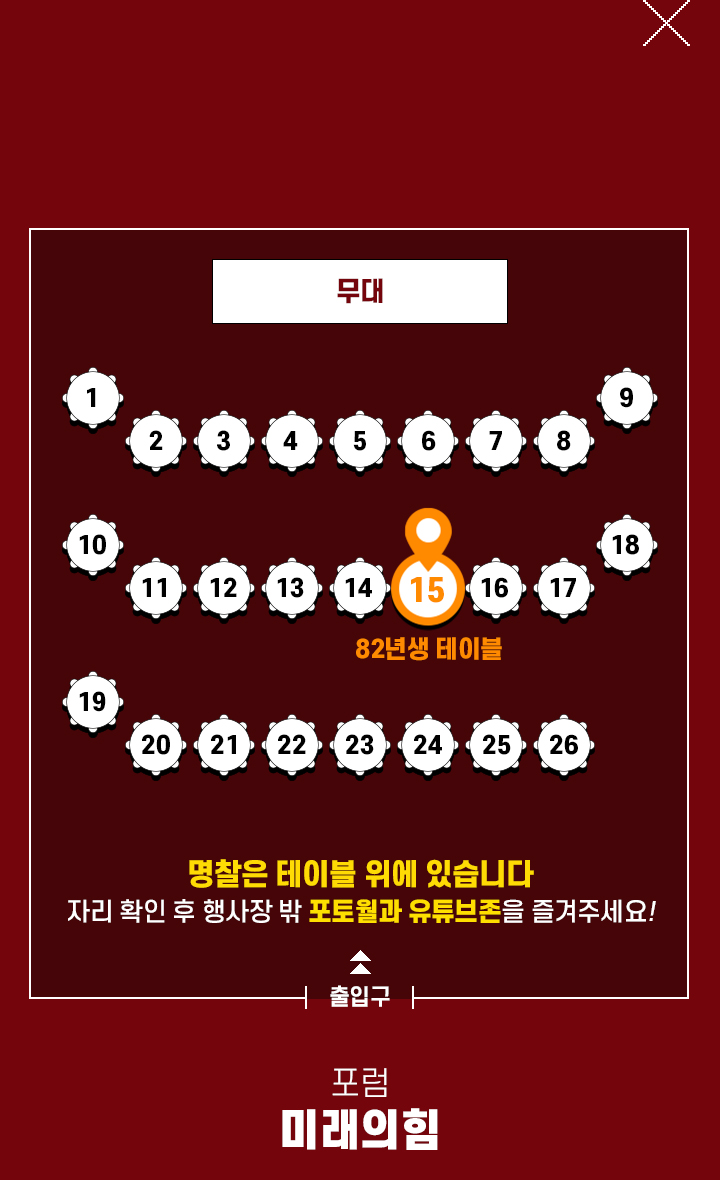 무대
1 9
2 3 4 5 6 7 8
10 18
11 12 13 14 15 16 17
82년생 테이블
19
20 21 22 23 24 25 26
명찰은 테이블 위에 있습니다
자리 확인 후 행사장 밖 포토월과 유튜브존을 즐겨주세요!
출입구
포럼
미래의힘